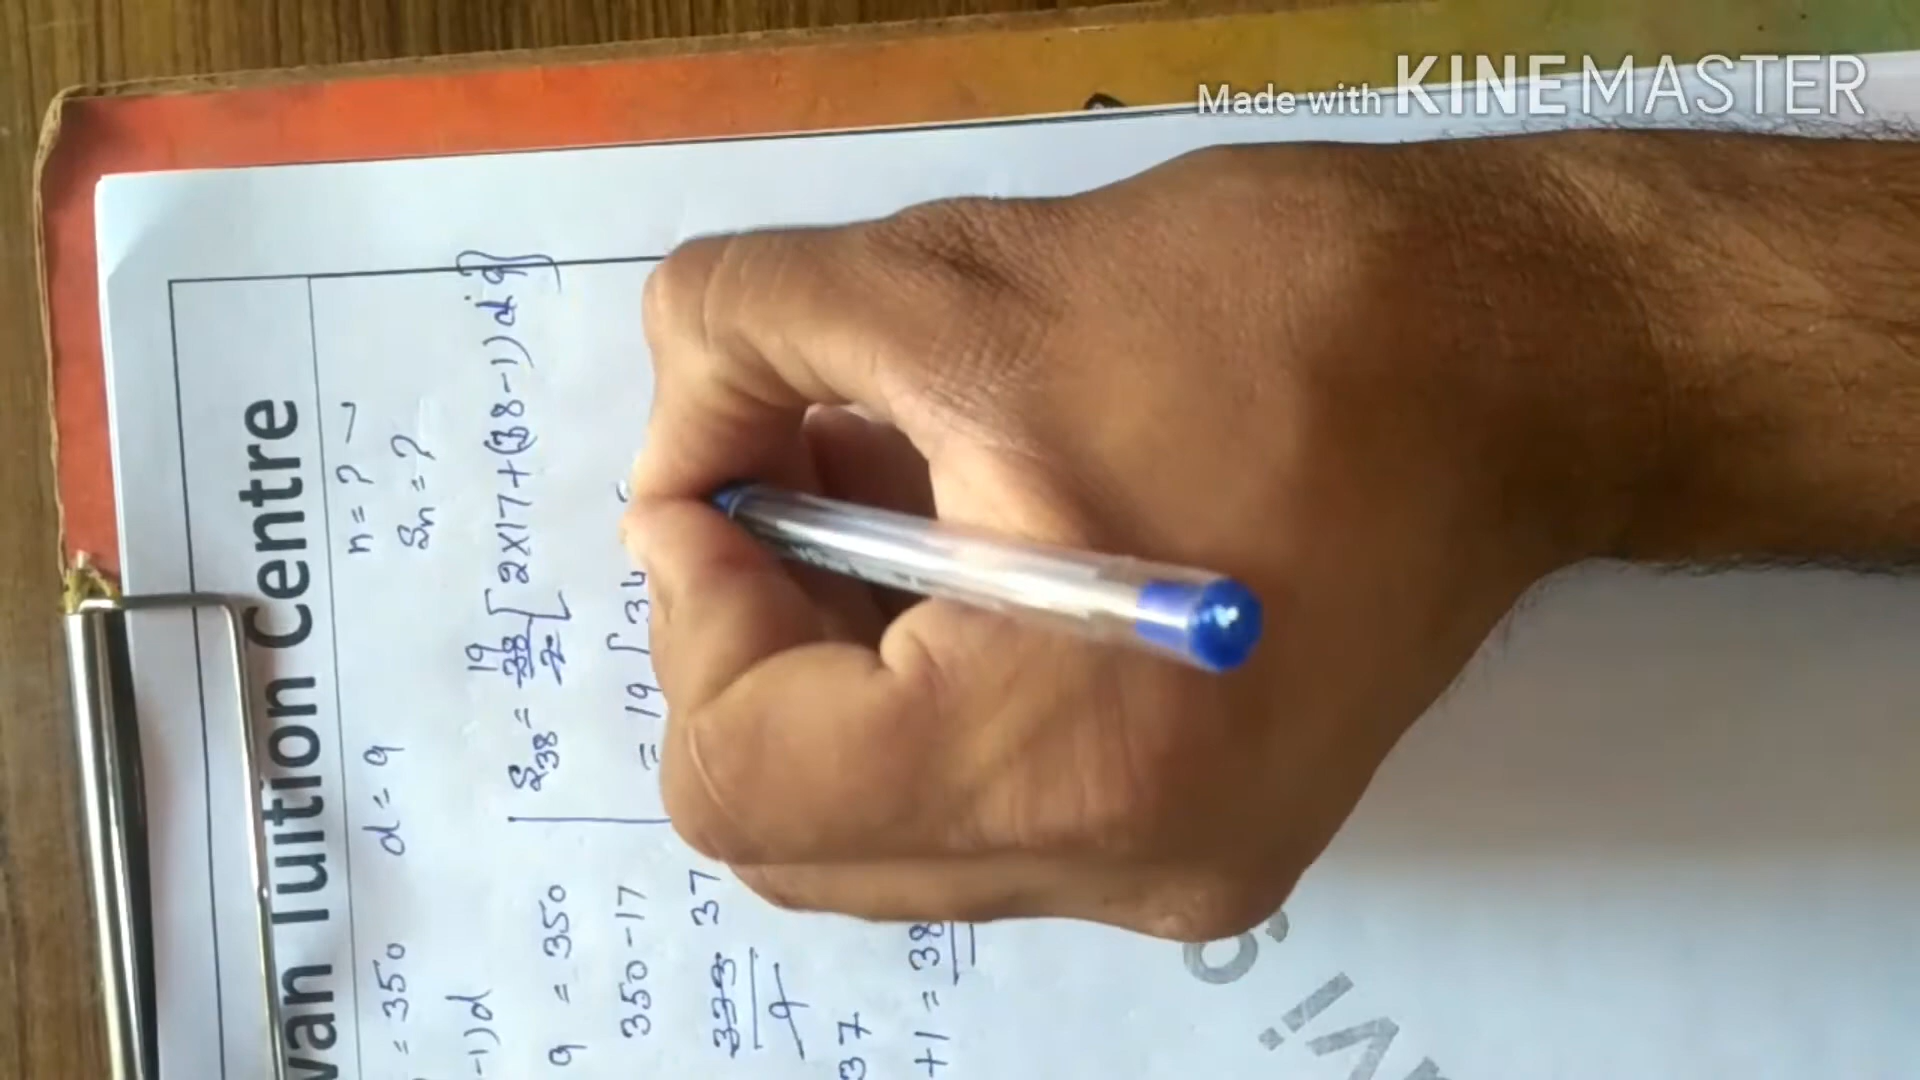 Made with KINEMASTER
van Tuition Centre
= 350 d = 9 n = ?
Sn = ?
-1)d
9 = 350
350-17
333 37
9
37
+1 = 38
S38 = 38 19
2 [2×17+(38-1)d 9]
= 19 [34